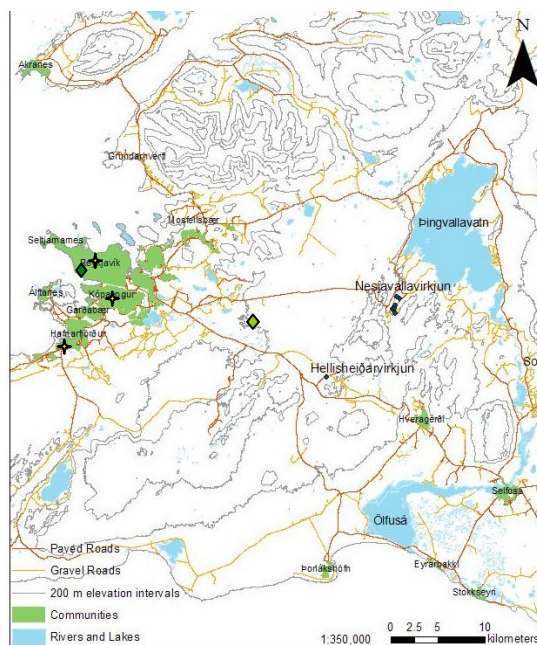 N
Akranes
Grundarhverfi
Mosfellsbær
Þingvallavatn
Seltjarnarnes
Reykjavík
Álftanes
Kópavogur
Garðabær
Hafnarfjörður
Nesjavallavirkjun
Hellisheiðarvirkjun
So
Hveragerði
Selfoss
Ölfusá
Þorlákshöfn
Eyrarbakki
Stokkseyri
Paved Roads
Gravel Roads
200 m elevation intervals
Communities
Rivers and Lakes
1:350,000
0 2.5 5 10
kilometers